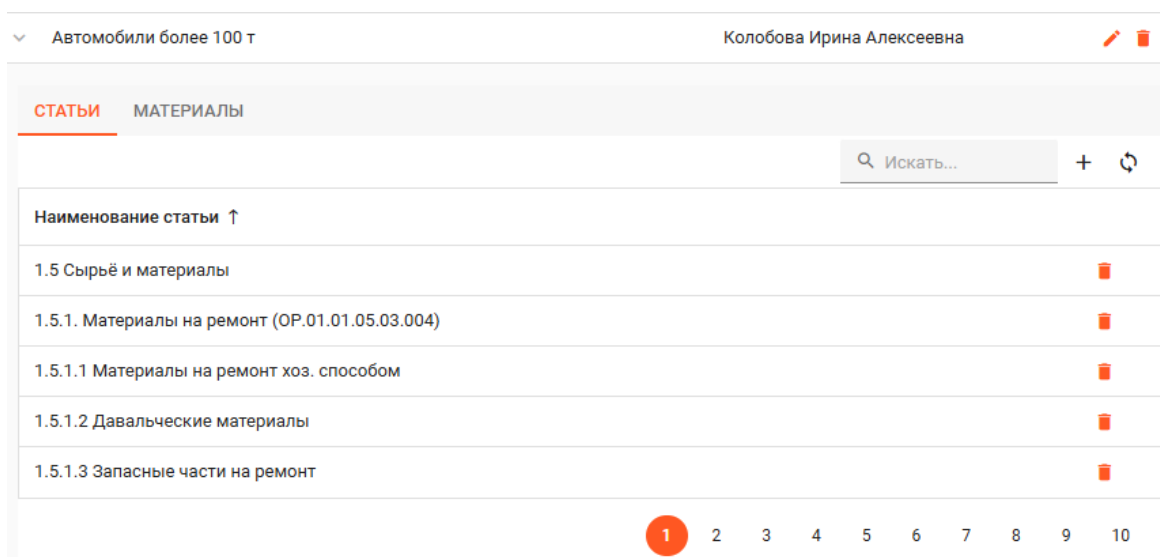 Автомобили более 100 т Колобова Ирина Алексеевна
СТАТЬИ МАТЕРИАЛЫ
Искать...
Наименование статьи ↑
1.5 Сырьё и материалы
1.5.1. Материалы на ремонт (ОР.01.01.05.03.004)
1.5.1.1 Материалы на ремонт хоз. способом
1.5.1.2 Давальческие материалы
1.5.1.3 Запасные части на ремонт
1 2 3 4 5 6 7 8 9 10